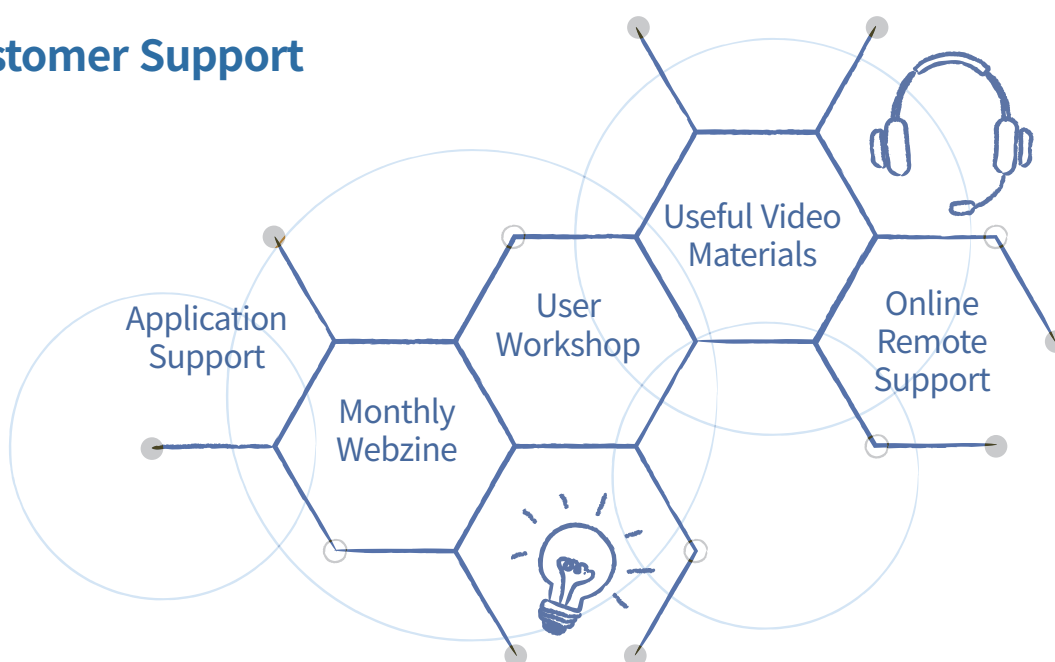 stomer Support
Useful Video
Materials
User
Workshop
Online
Remote
Support
Application
Support
Monthly
Webzine